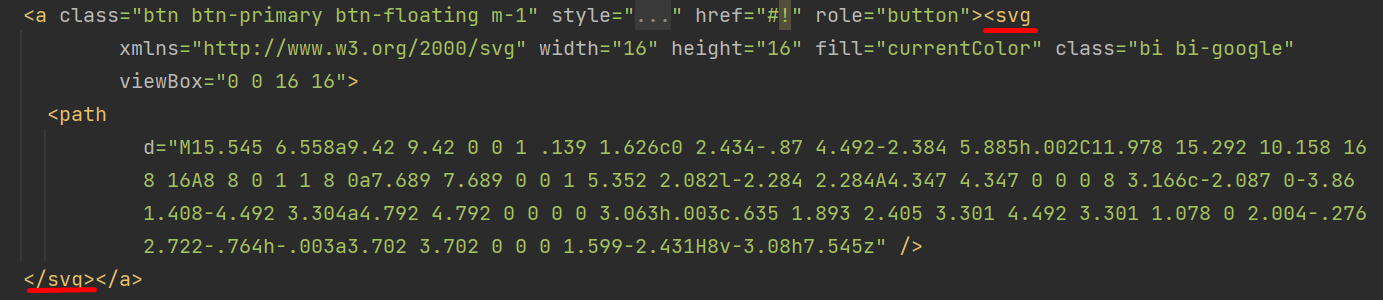 <a class="btn btn-primary btn-floating m-1" style="..." href="#!" role="button"><svg
xmlns="http://www.w3.org/2000/svg" width="16" height="16" fill="currentColor" class="bi bi-google"
viewBox="0 0 16 16">
<path
d="M15.545 6.558a9.42 9.42 0 0 1 .139 1.626c0 2.434-.87 4.492-2.384 5.885h.002C11.978 15.292 10.158 16
8 16A8 8 0 1 1 8 0a7.689 7.689 0 0 1 5.352 2.082l-2.284 2.284A4.347 4.347 0 0 0 8 3.166c-2.087 0-3.86
1.408-4.492 3.304a4.792 4.792 0 0 0 0 3.063h.003c.635 1.893 2.405 3.301 4.492 3.301 1.078 0 2.004-.276
2.722-.764h-.003a3.702 3.702 0 0 0 1.599-2.431H8v-3.08h7.545z" />
</svg></a>